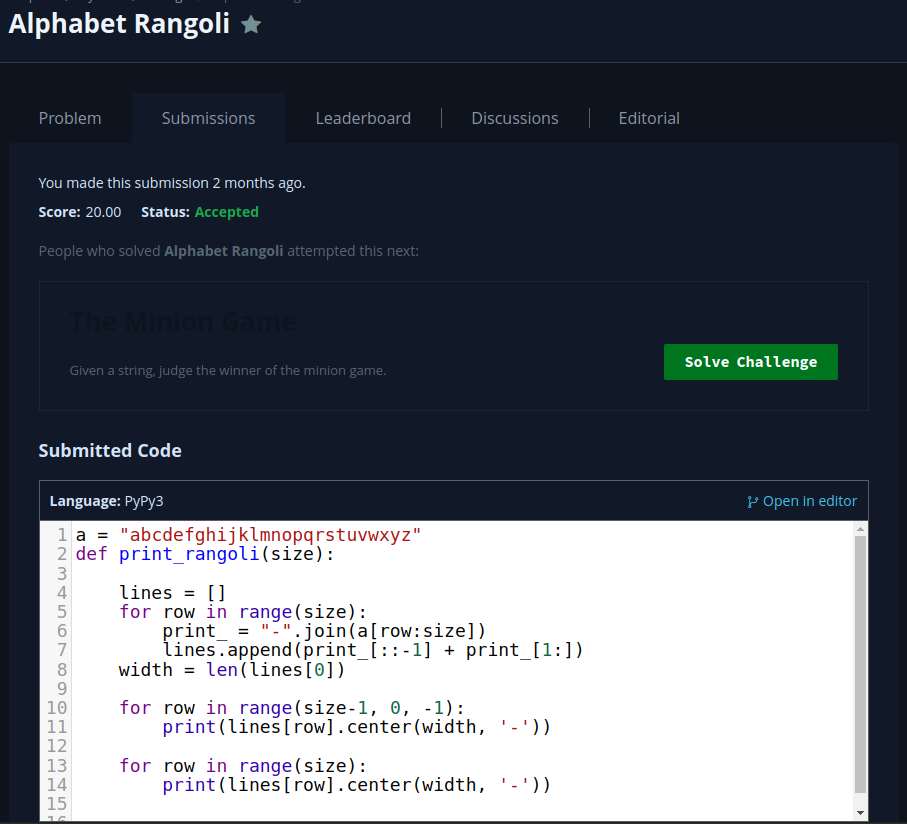 Alphabet Rangoli
Problem Submissions Leaderboard Discussions Editorial
You made this submission 2 months ago.
Score: 20.00 Status: Accepted
People who solved Alphabet Rangoli attempted this next:
The Minion Game
Given a string, judge the winner of the minion game.
Solve Challenge
Submitted Code
Language: PyPy3 Open in editor
1 a = "abcdefghijklmnopqrstuvwxyz"
2 def print_rangoli(size):
3
4     lines = []
5     for row in range(size):
6         print_ = "-".join(a[row:size])
7         lines.append(print_[::-1] + print_[1:])
8     width = len(lines[0])
9
10     for row in range(size-1, 0, -1):
11         print(lines[row].center(width, '-'))
12
13     for row in range(size):
14         print(lines[row].center(width, '-'))
15
16